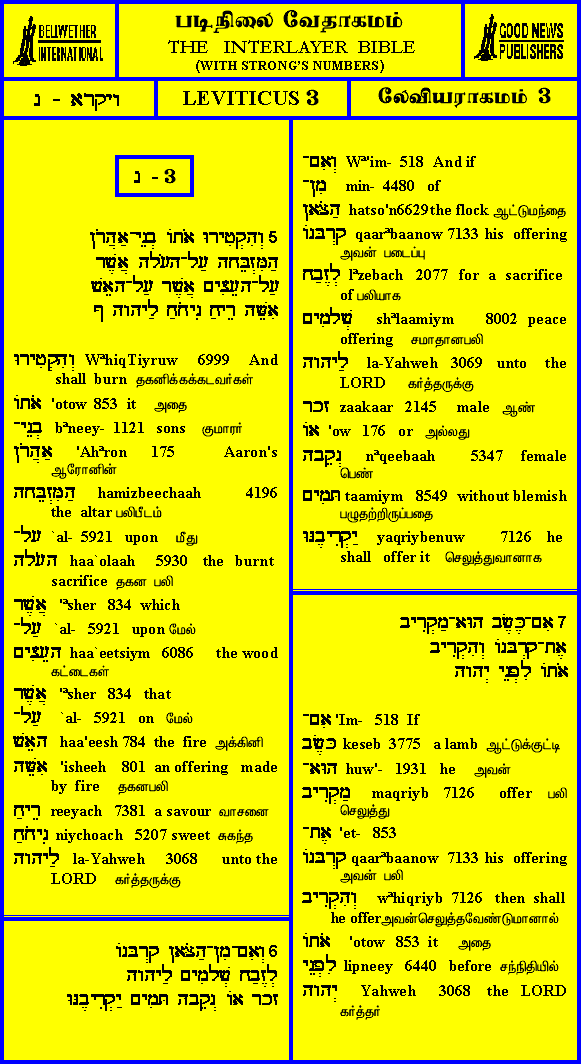 BELLWETHER
INTERNATIONAL
படிநிலை வேதாகமம்
THE INTERLAYER BIBLE
(WITH STRONG'S NUMBERS)
GOOD NEWS
PUBLISHERS
ויקרא - נ
LEVITICUS 3
லேவியராகமம் 3
נ - 3
5 וְהִקְטִירוּ אֹתוֹ בְנֵי־אַהֲרֹן
הַמִּזְבֵּחָה עַל־הָעֹלָה אֲשֶׁר
עַל־הָעֵצִים אֲשֶׁר עַל־הָאֵשׁ
אִשֵּׁה רֵיחַ נִיחֹחַ לַיהוה ף
וְהִקְטִירוּ WªhiqTiyruw 6999 And
shall burn தகனிக்கக்கடவர்கள்
אֹתוֹ 'otow 853 it அதை
בְנֵי־ bªneey- 1121 sons குமாரர்
אַהֲרֹן 'Ahªron 175 Aaron's
ஆரோனின்
הַמִּזְבֵּחָה hamizbeechaah 4196
the altar பலிபீடம்
עַל־ `al- 5921 upon மீது
הָעֹלָה haa`olaah 5930 the burnt
sacrifice தகன பலி
אֲשֶׁר 'ªsher 834 which
עַל־ `al- 5921 upon மேல்
הָעֵצִים haa`eetsiym 6086 the wood
கட்டைகள்
אֲשֶׁר 'ªsher 834 that
עַל־ `al- 5921 on மேல்
הָאֵשׁ haa'eesh 784 the fire அக்கினி
אִשֵּׁה 'isheeh 801 an offering made
by fire தகனபலி
רֵיחַ reeyach 7381 a savour வாசனை
נִיחֹחַ niychoach 5207 sweet சுகந்த
לַיהוה la-Yahweh 3068 unto the
LORD கர்த்தருக்கு
6 וְאִם־מִן־הַצֹּאן קָרְבָּנוֹ
לְזֶבַח שְׁלָמִים לַיהוה
זכר אוֹ נְקֵבָה תָּמִים יַקְרִיבֶנּוּ
וְאִם־ Wª'im- 518 And if
מִן־ min- 4480 of
הַצֹּאן hatso'n6629 the flock ஆட்டுமந்தை
קָרְבָּנוֹ qaarªbaanow 7133 his offering
அவன் படைப்பு
לְזֶבַח lªzebach 2077 for a sacrifice
of பலியாக
שְׁלָמִים shªlaamiym 8002 peace
offering சமாதானபலி
לַיהוה la-Yahweh 3069 unto the
LORD கர்த்தருக்கு
זכר zaakaar 2145 male ஆண்
אוֹ 'ow 176 or அல்லது
נְקֵבָה nªqeebaah 5347 female
பெண்
תָּמִים taamiym 8549 without blemish
பழுதற்றிருப்பதை
יַקְרִיבֶנּוּ yaqriybenuw 7126 he
shall offer it செலுத்துவானாக
7 אִם־כֶּשֶׂב הוּא־מַקְרִיב
אֶת־קָרְבָּנוֹ וְהִקְרִיב
אֹתוֹ לִפְנֵי יְהוה
אִם־ 'Im- 518 If
כֶּשֶׂב keseb 3775 a lamb ஆட்டுக்குட்டி
הוּא־ huw'- 1931 he அவன்
מַקְרִיב maqriyb 7126 offer பலி
செலுத்து
אֶת־ 'et- 853
קָרְבָּנוֹ qaarªbaanow 7133 his offering
அவன் பலி
וְהִקְרִיב wªhiqriyb 7126 then shall
he offer அவன்செலுத்தவேண்டுமானால்
אֹתוֹ 'otow 853 it அதை
לִפְנֵי lipneey 6440 before சந்நிதியில்
יְהוה Yahweh 3068 the LORD
கர்த்தர்